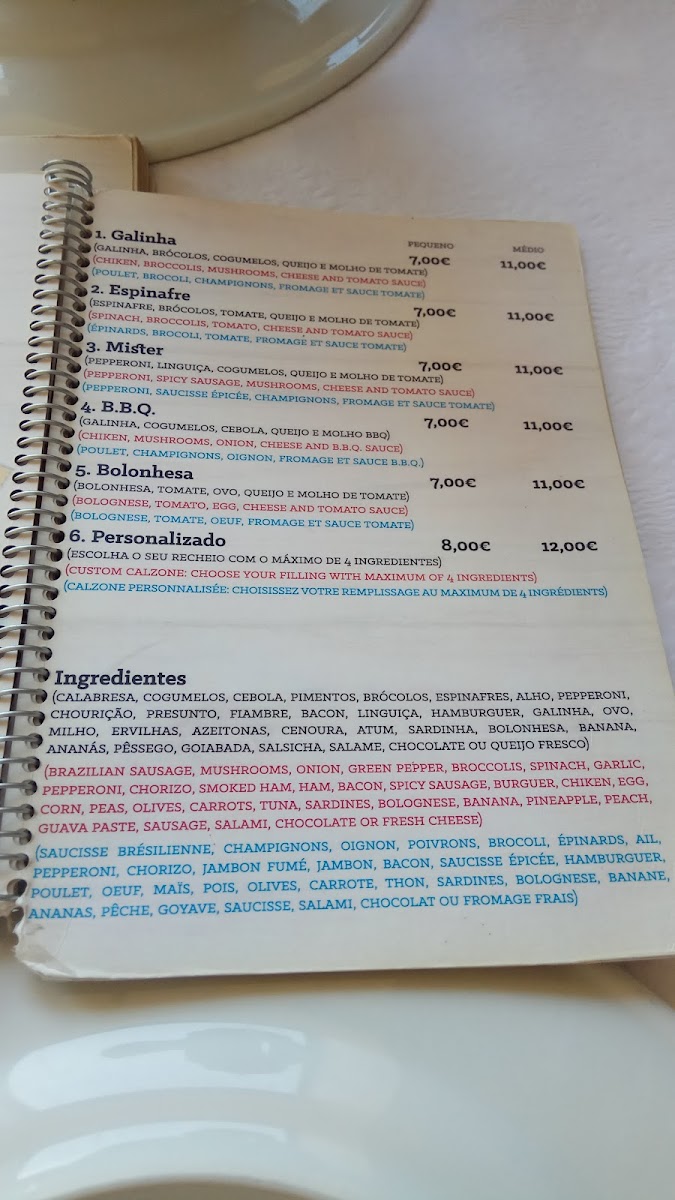 PEQUENO MÉDIO
1. Galinha 7,00€ 11,00€
(GALINHA, BRÓCOLOS, COGUMELOS, QUEIJO E MOLHO DE TOMATE)
(CHIKEN, BROCCOLIS, MUSHROOMS, CHEESE AND TOMATO SAUCE)
(POULET, BROCOLI, CHAMPIGNONS, FROMAGE ET SAUCE TOMATE)
2. Espinafre 7,00€ 11,00€
(ESPINAFRE, BRÓCOLOS, TOMATE, QUEIJO E MOLHO DE TOMATE)
(SPINACH, BROCCOLIS, TOMATO, CHEESE AND TOMATO SAUCE)
(ÉPINARDS, BROCOLI, TOMATE, FROMAGE ET SAUCE TOMATE)
3. Mister 7,00€ 11,00€
(PEPPERONI, LINGUIÇA, COGUMELOS, QUEIJO E MOLHO DE TOMATE)
(PEPPERONI, SPICY SAUSAGE, MUSHROOMS, CHEESE AND TOMATO SAUCE)
(PEPPERONI, SAUCISSE ÉPICÉE, CHAMPIGNONS, FROMAGE ET SAUCE TOMATE)
4. B.B.Q. 7,00€ 11,00€
(GALINHA, COGUMELOS, CEBOLA, QUEIJO E MOLHO BBQ)
(CHIKEN, MUSHROOMS, ONION, CHEESE AND B.B.Q. SAUCE)
(POULET, CHAMPIGNONS, OIGNON, FROMAGE ET SAUCE B.B.Q.)
5. Bolonhesa 7,00€ 11,00€
(BOLONHESA, TOMATE, OVO, QUEIJO E MOLHO DE TOMATE)
(BOLOGNESE, TOMATO, EGG, CHEESE AND TOMATO SAUCE)
(BOLOGNESE, TOMATE, OEUF, FROMAGE ET SAUCE TOMATE)
6. Personalizado 8,00€ 12,00€
(ESCOLHA O SEU RECHEIO COM O MÁXIMO DE 4 INGREDIENTES)
(CUSTOM CALZONE: CHOOSE YOUR FILLING WITH MAXIMUM OF 4 INGREDIENTS)
(CALZONE PERSONNALISÉE: CHOISISSEZ VOTRE REMPLISSAGE AU MAXIMUM DE 4 INGRÉDIENTS)
Ingredientes
(CALABRESA, COGUMELOS, CEBOLA, PIMENTOS, BRÓCOLOS, ESPINAFRES, ALHO, PEPPERONI,
CHOURIÇÃO, PRESUNTO, FIAMBRE, BACON, LINGUIÇA, HAMBURGUER, GALINHA, OVO,
MILHO, ERVILHAS, AZEITONAS, CENOURA, ATUM, SARDINHA, BOLONHESA, BANANA,
ANANÁS, PÊSSEGO, GOIABADA, SALSICHA, SALAME, CHOCOLATE OU QUEIJO FRESCO)
(BRAZILIAN SAUSAGE, MUSHROOMS, ONION, GREEN PEPPER, BROCCOLIS, SPINACH, GARLIC,
PEPPERONI, CHORIZO, SMOKED HAM, HAM, BACON, SPICY SAUSAGE, BURGUER, CHIKEN, EGG,
CORN, PEAS, OLIVES, CARROTS, TUNA, SARDINES, BOLOGNESE, BANANA, PINEAPPLE, PEACH,
GUAVA PASTE, SAUSAGE, SALAMI, CHOCOLATE OR FRESH CHEESE)
(SAUCISSE BRÉSILIENNE, CHAMPIGNONS, OIGNON, POIVRONS, BROCOLI, ÉPINARDS, AIL,
PEPPERONI, CHORIZO, JAMBON FUMÉ, JAMBON, BACON, SAUCISSE ÉPICÉE, HAMBURGUER,
POULET, OEUF, MAÏS, POIS, OLIVES, CARROTE, THON, SARDINES, BOLOGNESE, BANANE,
ANANAS, PÊCHE, GOYAVE, SAUCISSE, SALAMI, CHOCOLAT OU FROMAGE FRAIS)